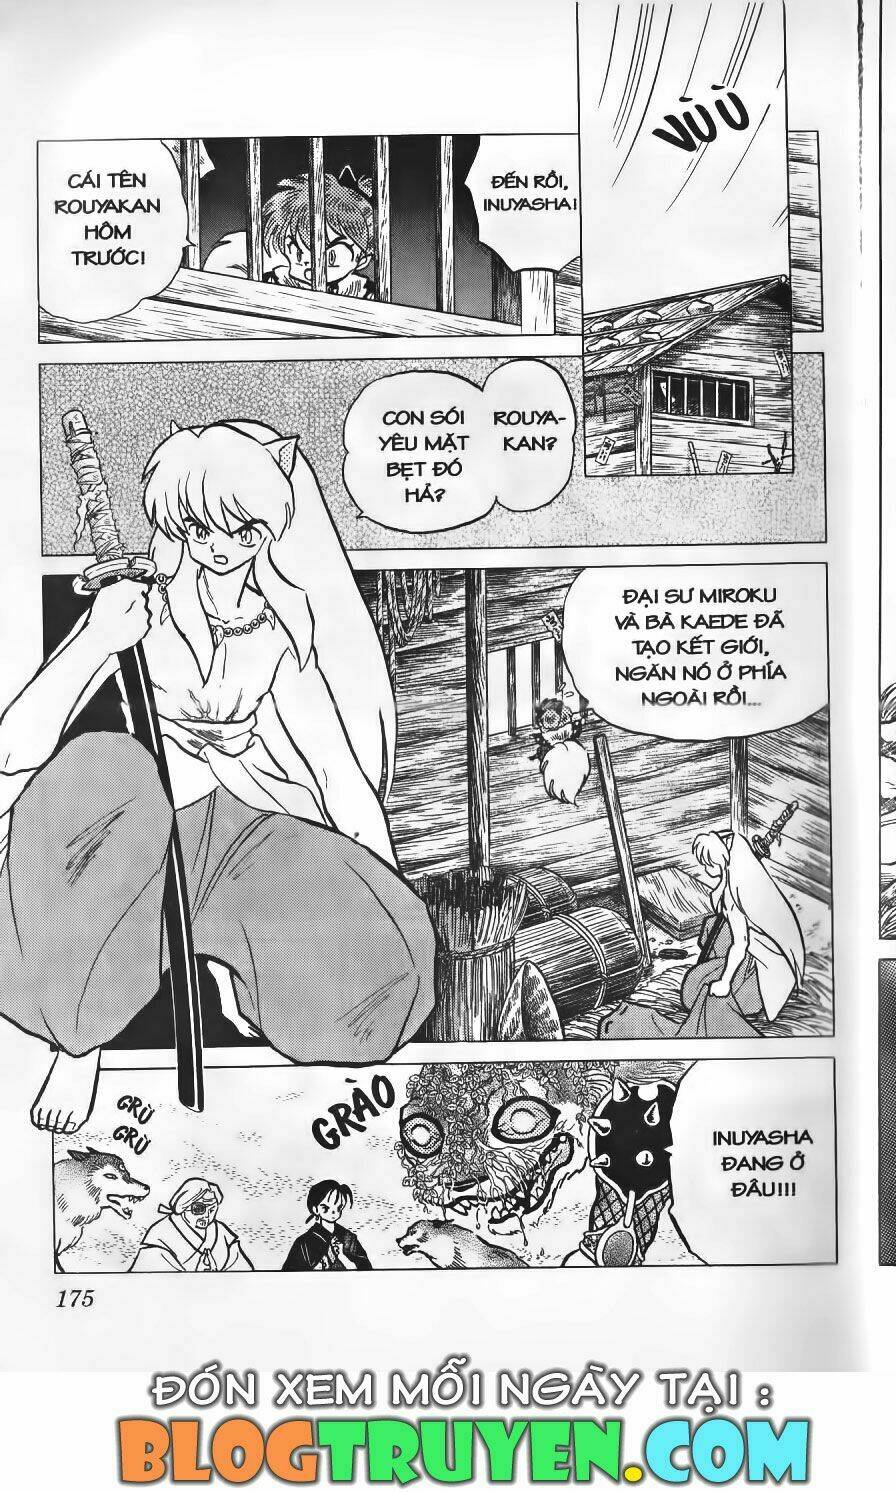 VÙÙ
ĐẾN RỒI,
INUYASHA!
CÁI TÊN
ROUYAKAN
HÔM
TRƯỚC!
ROUYA-
KAN?
CON SÓI
YÊU MẶT
BẸT ĐÓ
HẢ?
ĐẠI SƯ MIROKU
VÀ BÀ KAEDE ĐÃ
TẠO KẾT GIỚI,
NGĂN NÓ Ở PHÍA
NGOÀI RỒI...
INUYASHA
ĐANG Ở
ĐÂU!!!
GRÀO
GRÙ
GRÙ
175
ĐÓN XEM MỖI NGÀY TẠI :
BLOGTRUYEN.COM